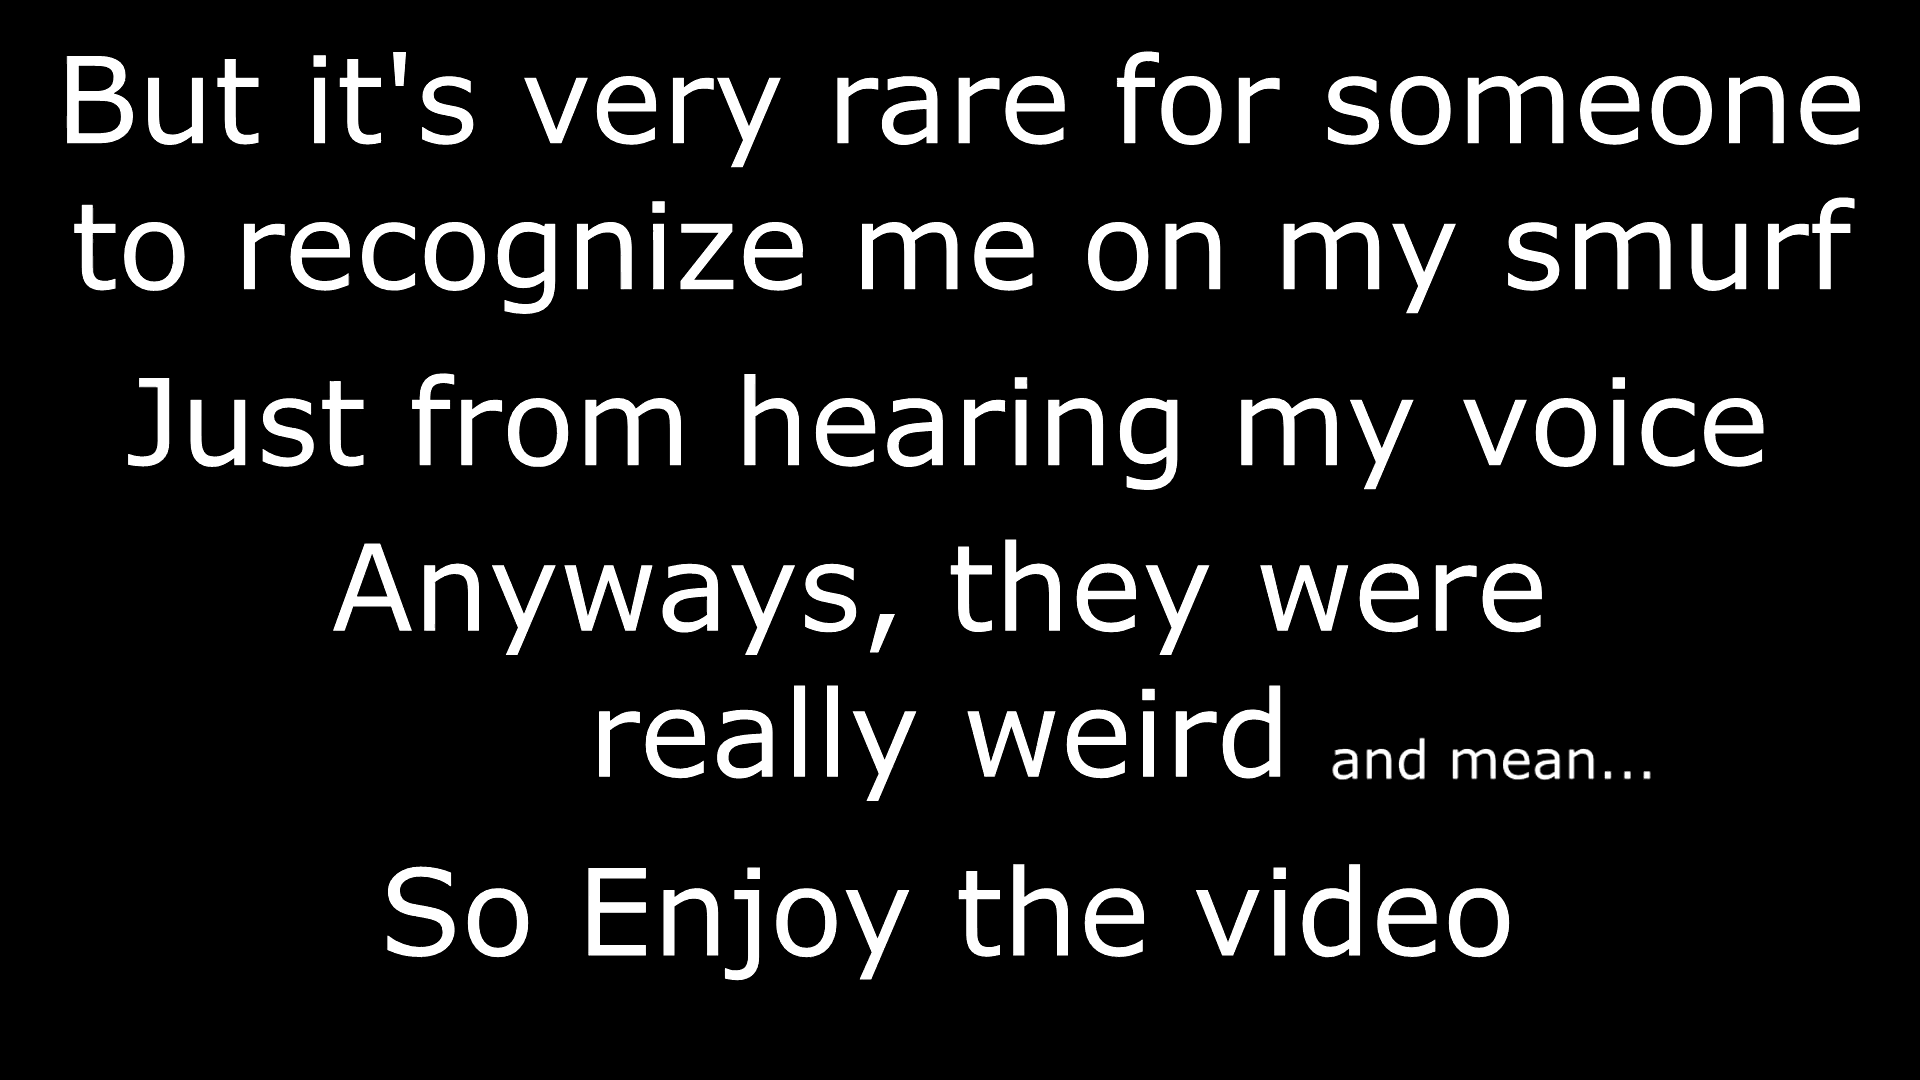 But it's very rare for someone
to recognize me on my smurf
Just from hearing my voice
Anyways, they were
really weird and mean...
So Enjoy the video